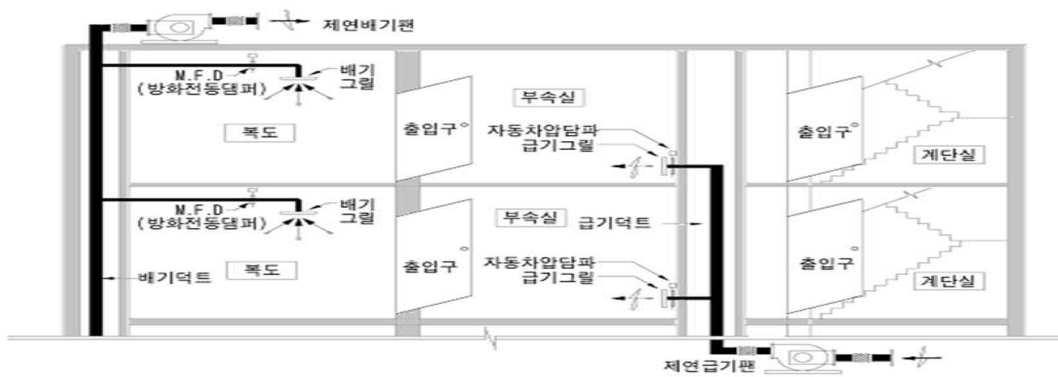 제연배기팬
M.F.D
(방화전동댐퍼)
배기
그릴
복도
출입구
부속실
자동차압담파
급기그릴
출입구
계단실
M.F.D
(방화전동댐퍼)
배기
그릴
복도
배기덕트
출입구
부속실
급기덕트
자동차압담파
급기그릴
출입구
계단실
제연급기팬